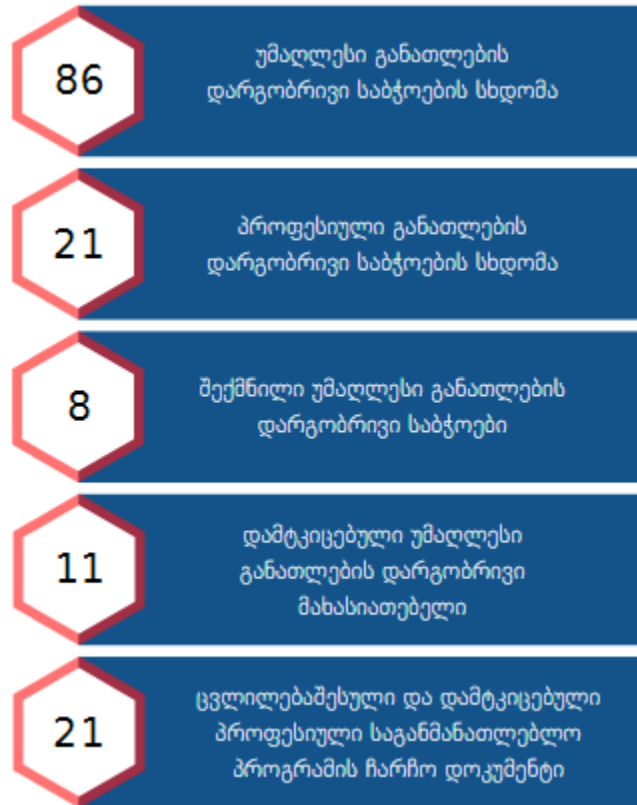 86
უმაღლესი განათლების
დარგობრივი საბჭოების სხდომა
21
პროფესიული განათლების
დარგობრივი საბჭოების სხდომა
8
შექმნილი უმაღლესი განათლების
დარგობრივი საბჭოები
11
დამტკიცებული უმაღლესი
განათლების დარგობრივი
მახასიათებელი
21
ცვლილებაშესული და დამტკიცებული
პროფესიული საგანმანათლებლო
პროგრამის ჩარჩო დოკუმენტი